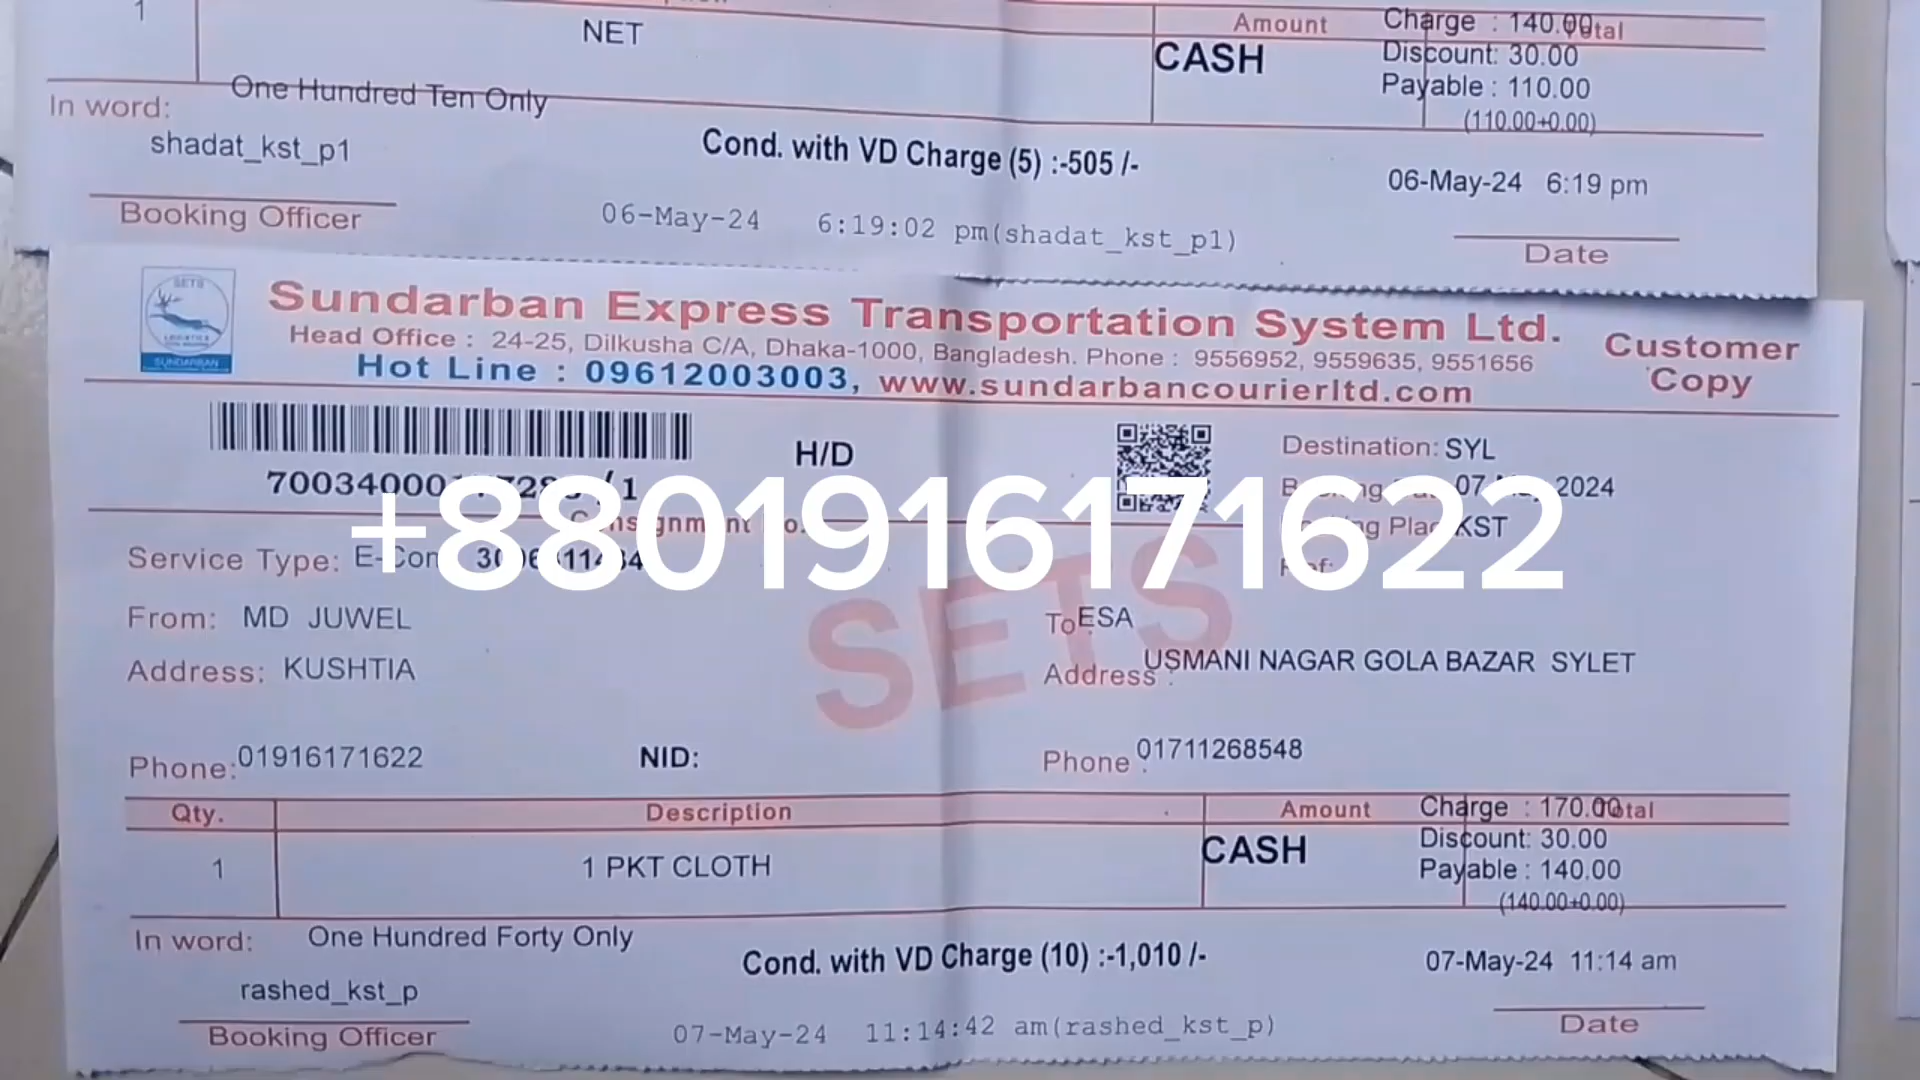 1 NET Amount Charge : 140.00 Total
CASH Discount: 30.00
Payable : 110.00
(110.00+0.00)
In word: One Hundred Ten Only
shadat_kst_p1 Cond. with VD Charge (5) :-505 /-
06-May-24 6:19 pm
Booking Officer 06-May-24 6:19:02 pm(shadat_kst_p1)
Date
SETS
SUNDARBAN
Sundarban Express Transportation System Ltd.
Head Office : 24-25, Dilkusha C/A, Dhaka-1000, Bangladesh. Phone : 9556952, 9559635, 9551656
Hot Line : 09612003003, www.sundarbancourierltd.com
Customer
Copy
H/D
Destination: SYL
2024
/1
+8801916171622
KST
Service Type:
SETS
From: MD JUWEL
To ESA
Address: KUSHTIA
Address : USMANI NAGAR GOLA BAZAR SYLET
Phone: 01916171622 NID:
Phone : 01711268548
Qty. Description Amount Charge : 170.00 Total
1 1 PKT CLOTH CASH Discount: 30.00
Payable : 140.00
(140.00+0.00)
In word: One Hundred Forty Only
Cond. with VD Charge (10) :-1,010 /-
07-May-24 11:14 am
rashed_kst_p
Booking Officer 07-May-24 11:14:42 am(rashed_kst_p)
Date